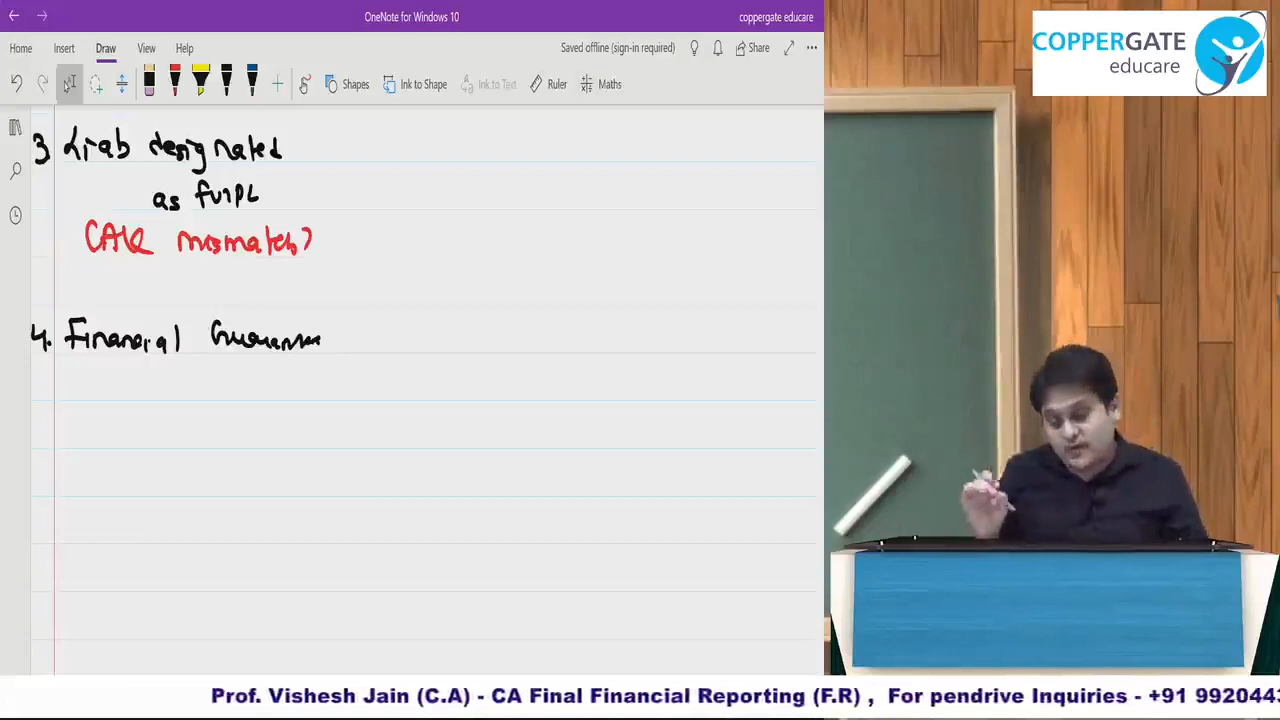 OneNote for Windows 10
coppergate educare
Home Insert Draw View Help
Saved offline (sign-in required)
Share
Shapes
Ink to Shape
Ink to Text
Ruler
Maths
COPPERGATE
educare
3 Liab designated
as FVTPL
mismatch)
4. Financial Guarantee
Prof. Vishesh Jain (C.A) - CA Final Financial Reporting (F.R) , For pendrive Inquiries - +91 9920443